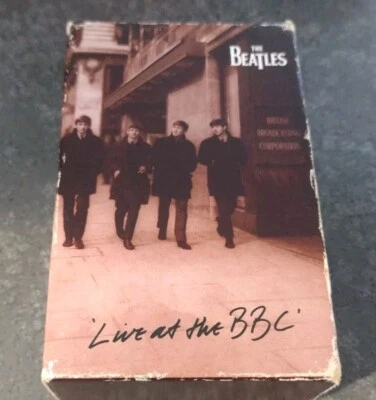 THE
BEATLES
BRITISH
BROADCASTING
CORPORATION
'Live at the BBC'